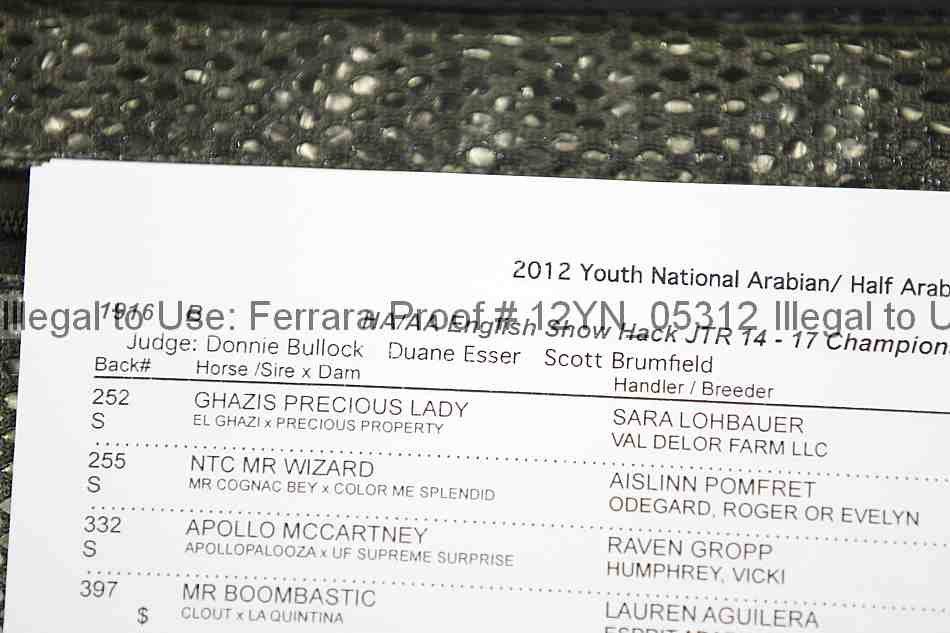 2012 Youth National Arabian/ Half Arab
1916 B HA/AA English Show Hack JTR 14 - 17 Champion
Illegal to Use: Ferrara Proof # 12YN_05312 Illegal to U
Judge: Donnie Bullock Duane Esser Scott Brumfield
Back# Horse /Sire x Dam Handler / Breeder
252 GHAZIS PRECIOUS LADY SARA LOHBAUER
S EL GHAZI x PRECIOUS PROPERTY VAL DELOR FARM LLC
255 NTC MR WIZARD AISLINN POMFRET
S MR COGNAC BEY x COLOR ME SPLENDID ODEGARD, ROGER OR EVELYN
332 APOLLO MCCARTNEY RAVEN GROPP
S APOLLOPALOOZA x UF SUPREME SURPRISE HUMPHREY, VICKI
397 MR BOOMBASTIC LAUREN AGUILERA
$ CLOUT x LA QUINTINA